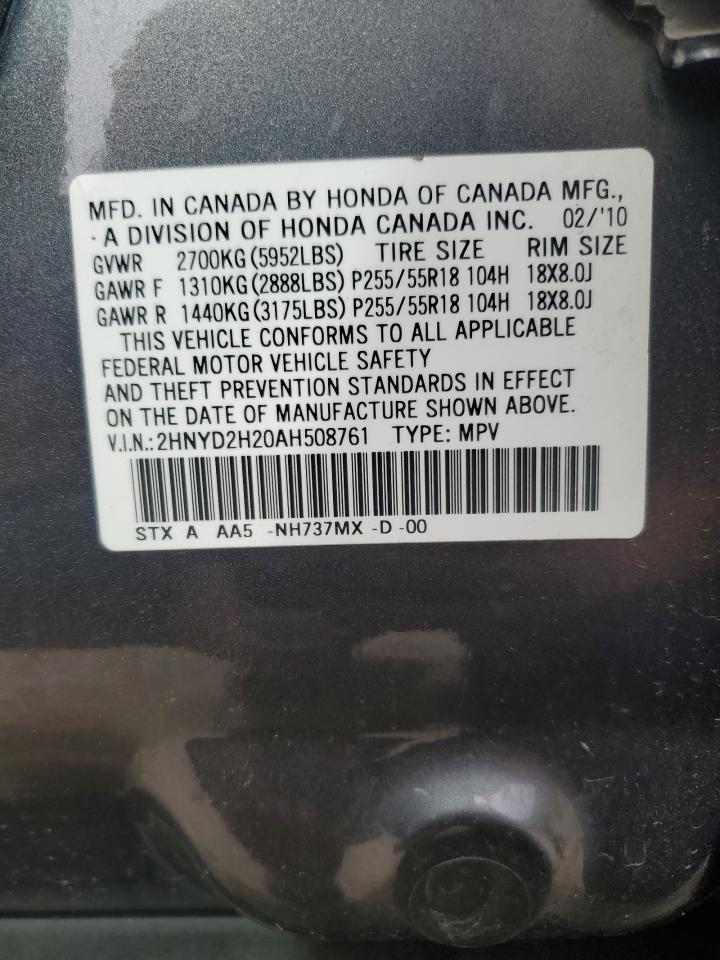 MFD. IN CANADA BY HONDA OF CANADA MFG.,
A DIVISION OF HONDA CANADA INC. 02/'10
GVWR 2700KG (5952LBS) TIRE SIZE RIM SIZE
GAWR F 1310KG (2888LBS) P255/55R18 104H 18X8.0J
GAWR R 1440KG (3175LBS) P255/55R18 104H 18X8.0J
THIS VEHICLE CONFORMS TO ALL APPLICABLE
FEDERAL MOTOR VEHICLE SAFETY
AND THEFT PREVENTION STANDARDS IN EFFECT
ON THE DATE OF MANUFACTURE SHOWN ABOVE.
V.I.N.: 2HNYD2H20AH508761 TYPE: MPV
STX A AA5 -NH737MX -D -00